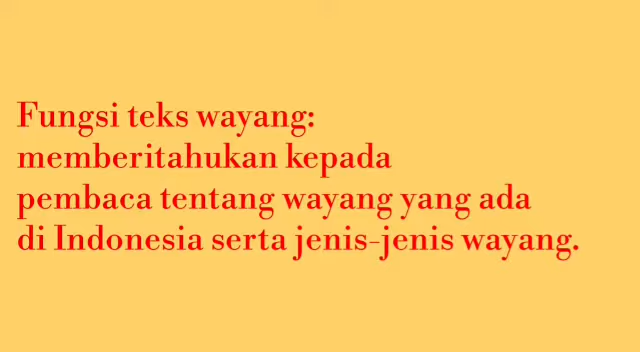 Fungsi teks wayang:
memberitahukan kepada
pembaca tentang wayang yang ada
di Indonesia serta jenis-jenis wayang.